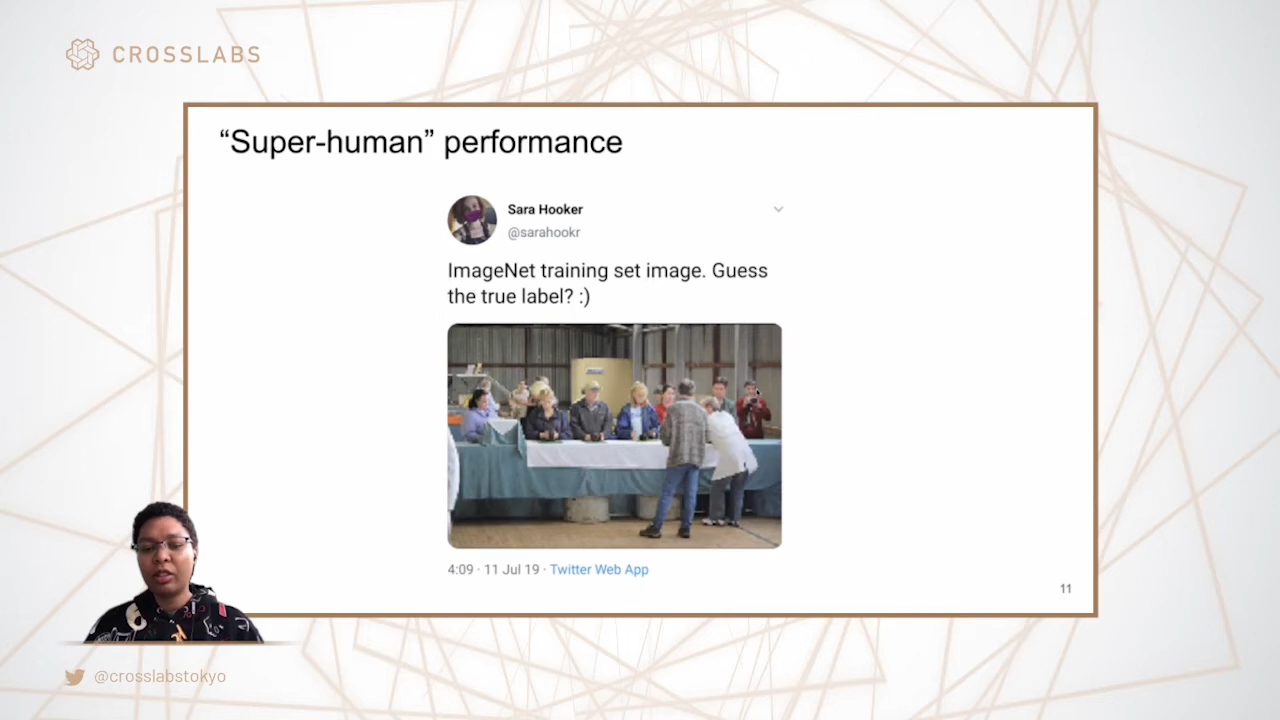 CROSSLABS
“Super-human” performance
Sara Hooker
@sarahookr
ImageNet training set image. Guess
the true label? :)
4:09 · 11 Jul 19 · Twitter Web App
11
@crosslabstokyo